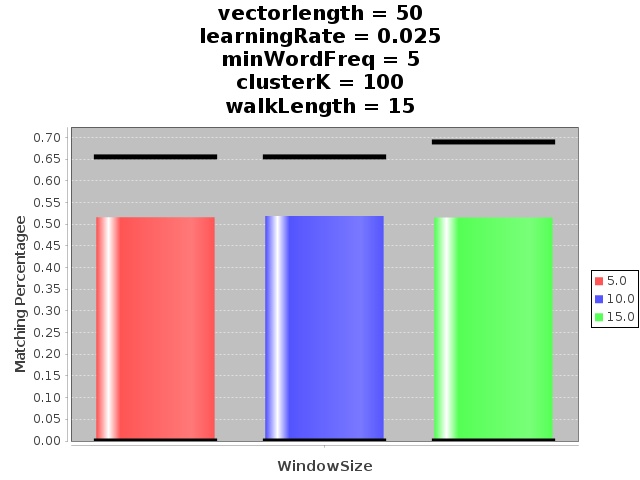 vectorlength = 50
learningRate = 0.025
minWordFreq = 5
clusterK = 100
walkLength = 15
Matching Percentagee
0.70
0.65
0.60
0.55
0.50
0.45
0.40
0.35
0.30
0.25
0.20
0.15
0.10
0.05
0.00
WindowSize
5.0
10.0
15.0